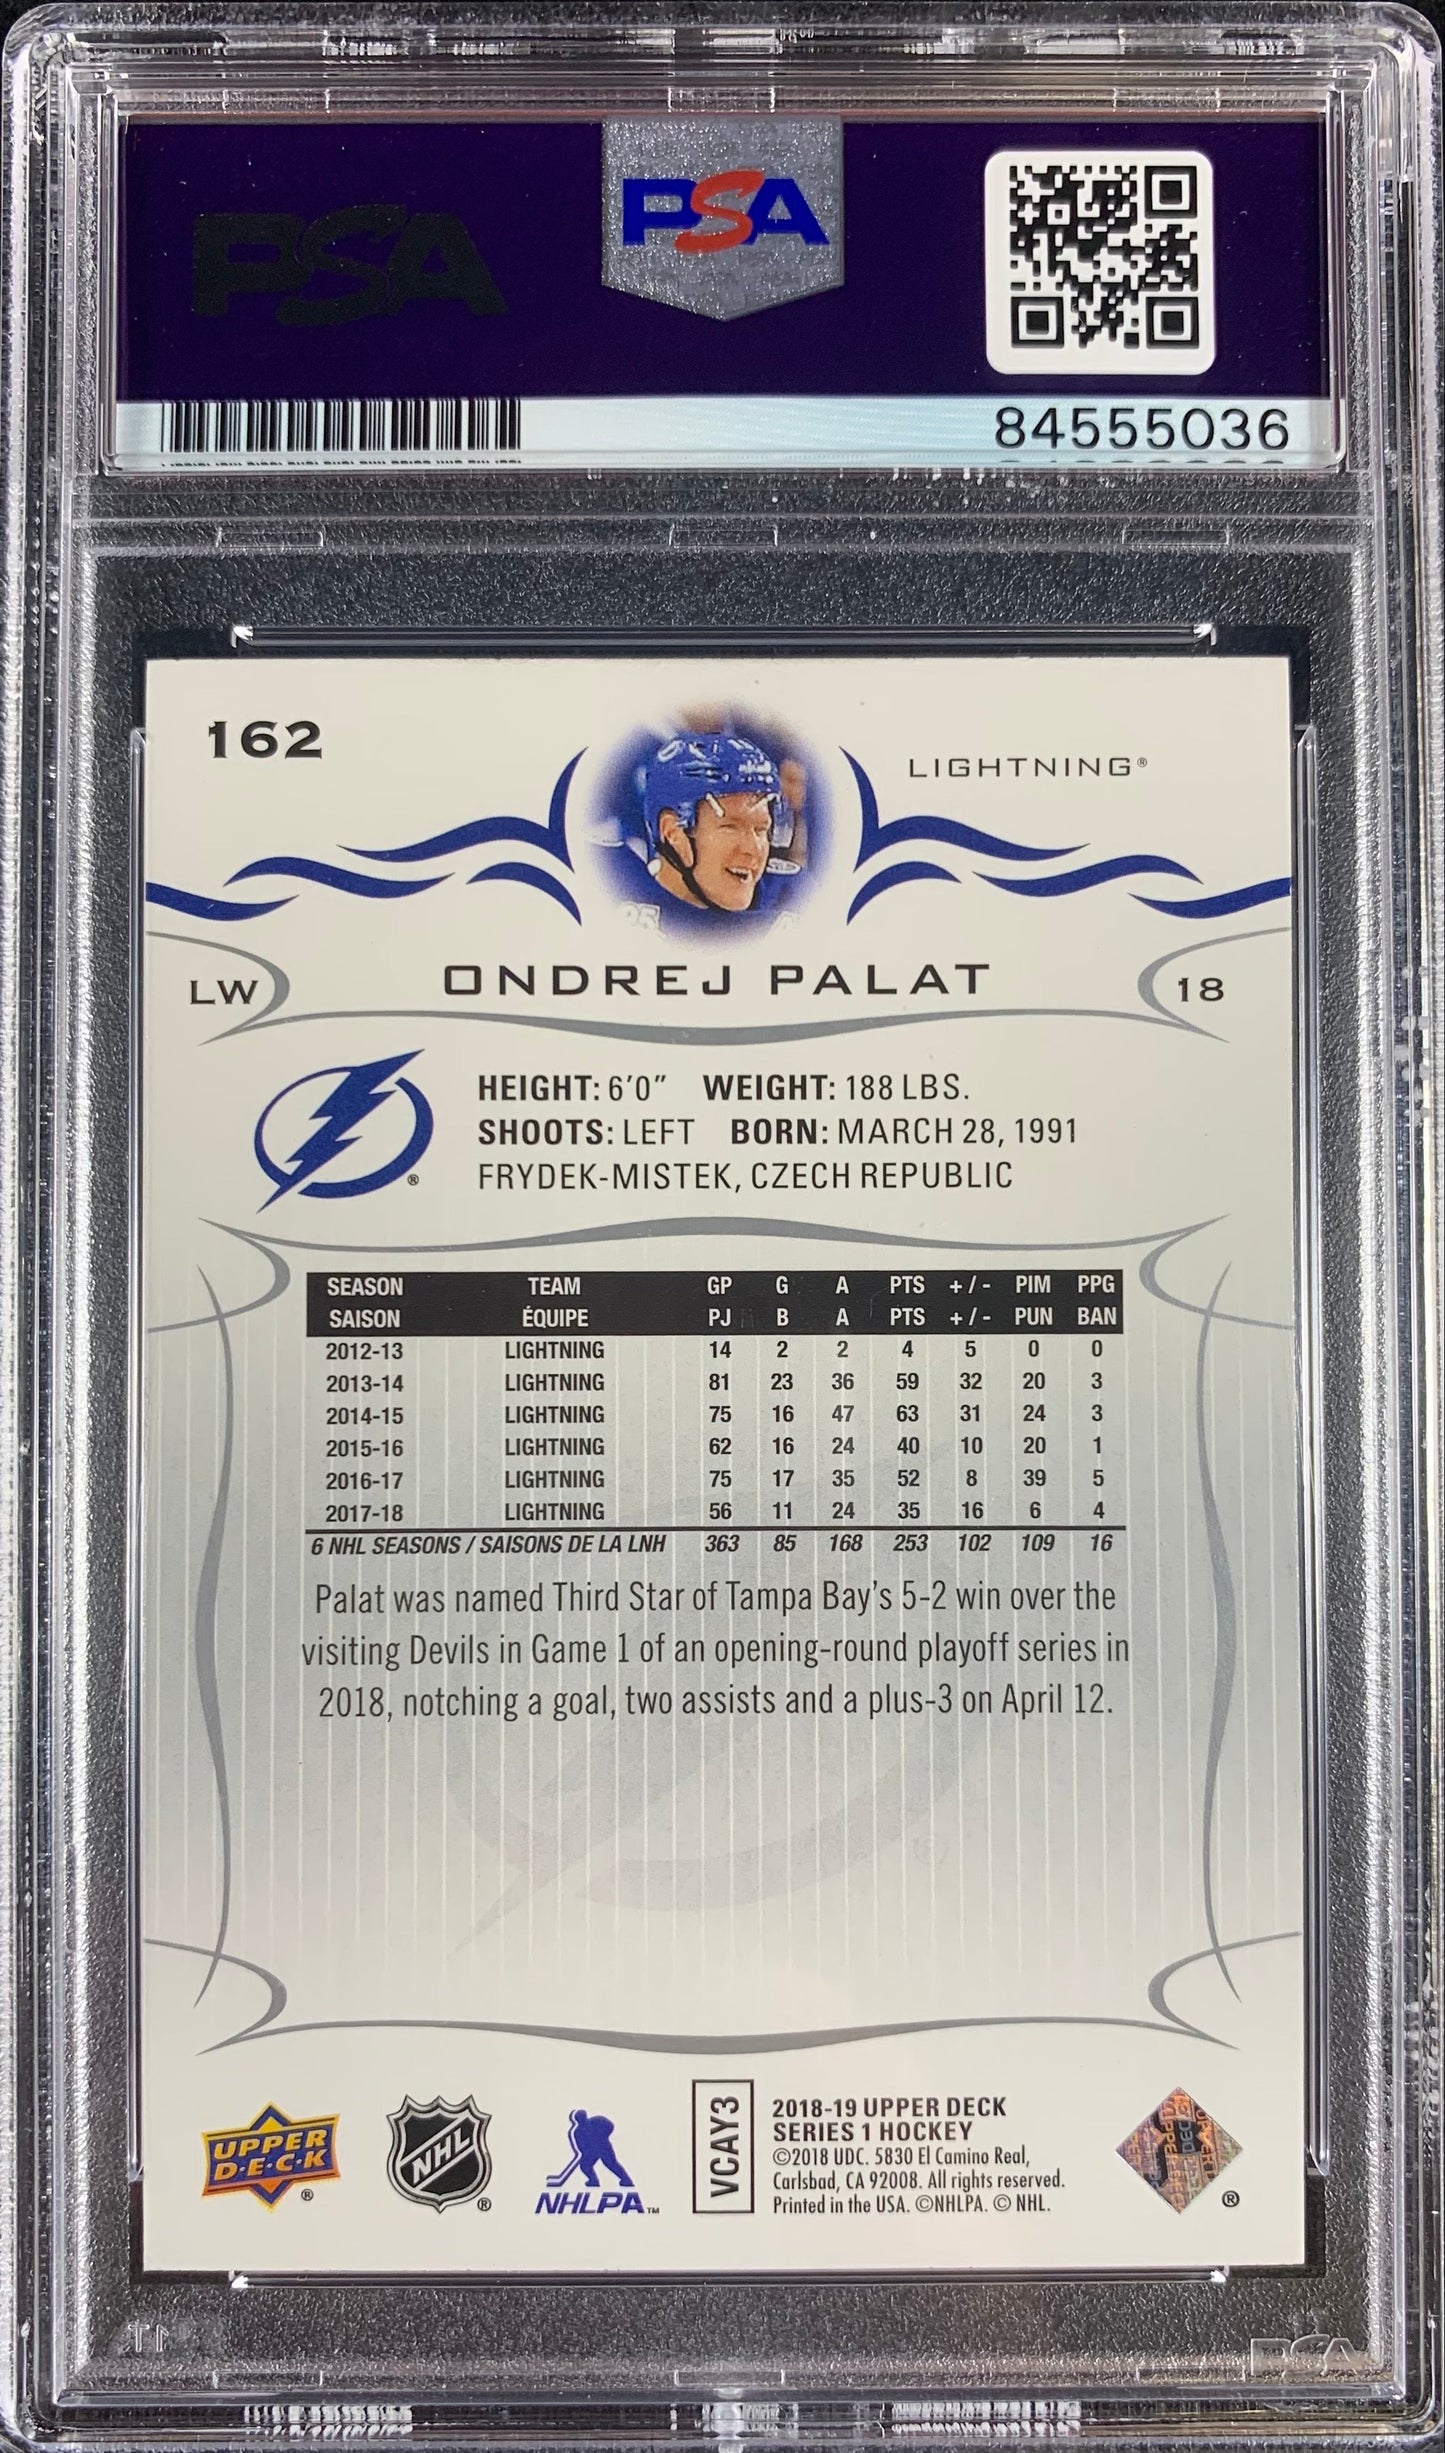 PSA
PSA
84555036
162
LIGHTNING®
LW
ONDREJ PALAT
18
HEIGHT: 6'0" WEIGHT: 188 LBS.
SHOOTS: LEFT BORN: MARCH 28, 1991
FRYDEK-MISTEK, CZECH REPUBLIC
®
SEASON TEAM GP G A PTS +/- PIM PPG
SAISON ÉQUIPE PJ B A PTS +/- PUN BAN
2012-13 LIGHTNING 14 2 2 4 5 0 0
2013-14 LIGHTNING 81 23 36 59 32 20 3
2014-15 LIGHTNING 75 16 47 63 31 24 3
2015-16 LIGHTNING 62 16 24 40 10 20 1
2016-17 LIGHTNING 75 17 35 52 8 39 5
2017-18 LIGHTNING 56 11 24 35 16 6 4
6 NHL SEASONS / SAISONS DE LA LNH 363 85 168 253 102 109 16
Palat was named Third Star of Tampa Bay's 5-2 win over the
visiting Devils in Game 1 of an opening-round playoff series in
2018, notching a goal, two assists and a plus-3 on April 12.
UPPER
D·E·C·K ®
NHL ®
NHLPA™
VCAY3
2018-19 UPPER DECK
SERIES 1 HOCKEY
©2018 UDC. 5830 El Camino Real,
Carlsbad, CA 92008. All rights reserved.
Printed in the USA. ©NHLPA. © NHL.
®
PSA